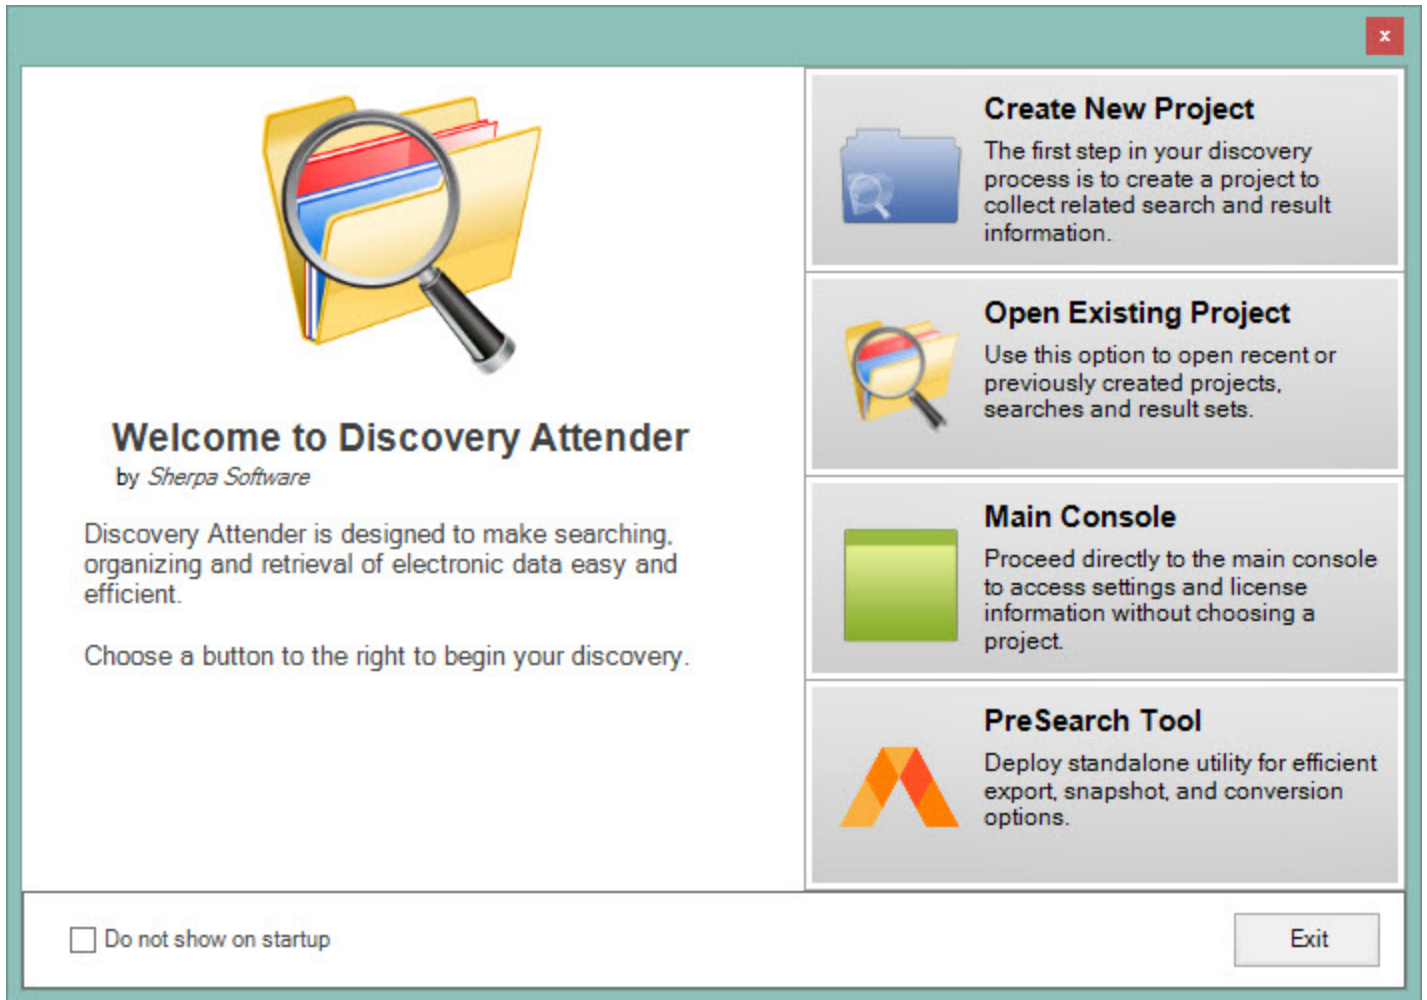 x
Welcome to Discovery Attender
by Sherpa Software
Discovery Attender is designed to make searching,
organizing and retrieval of electronic data easy and
efficient.
Choose a button to the right to begin your discovery.
Create New Project
The first step in your discovery
process is to create a project to
collect related search and result
information.
Open Existing Project
Use this option to open recent or
previously created projects,
searches and result sets.
Main Console
Proceed directly to the main console
to access settings and license
information without choosing a
project.
PreSearch Tool
Deploy standalone utility for efficient
export, snapshot, and conversion
options.
Do not show on startup
Exit